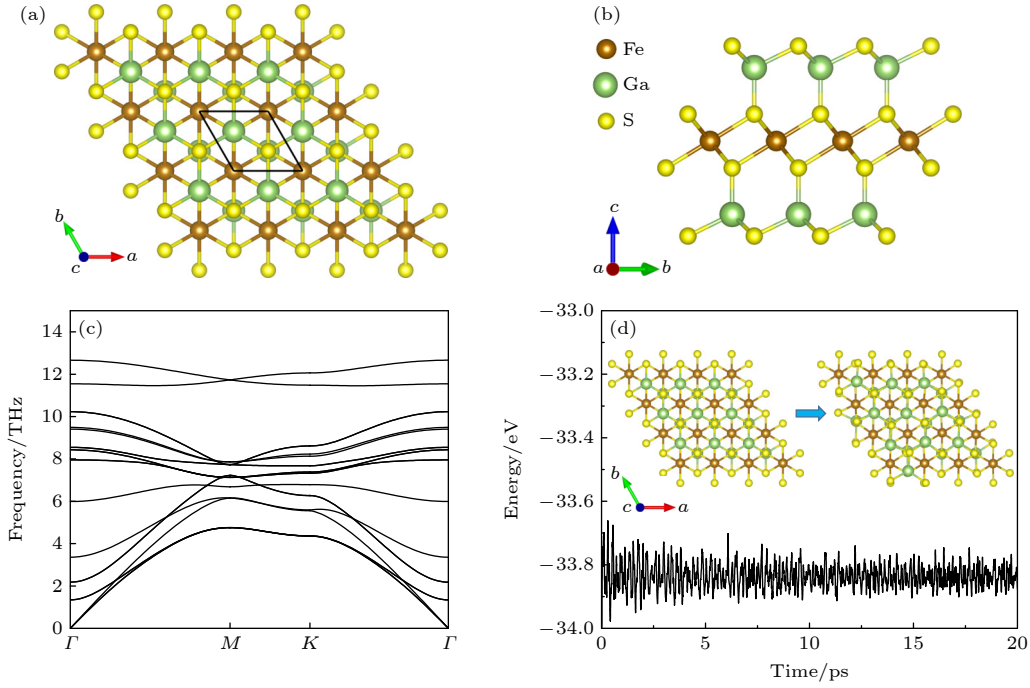 (a)
b
c
a
(b)
Fe
Ga
S
c
a
b
(c)
14
12
10
8
6
4
2
0
Frequency/THz
Γ
M
K
Γ
(d)
−33.0
−33.2
−33.4
−33.6
−33.8
−34.0
Energy/eV
b
c
a
0
5
10
15
20
Time/ps